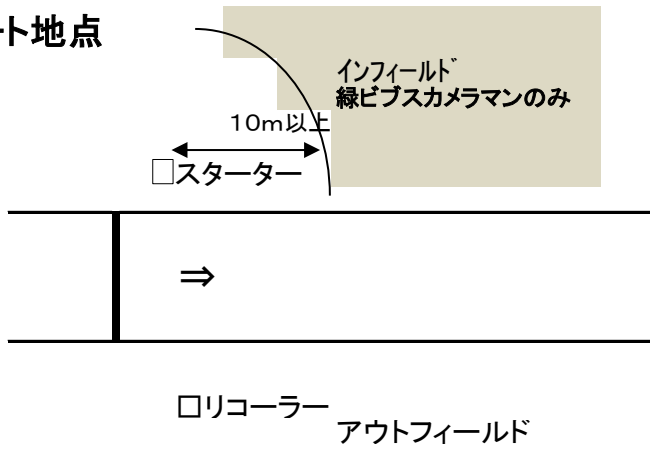 ート地点
インフィールド
緑ビブスカメラマンのみ
10m以上
□スターター
⇒
□リコーラー
アウトフィールド